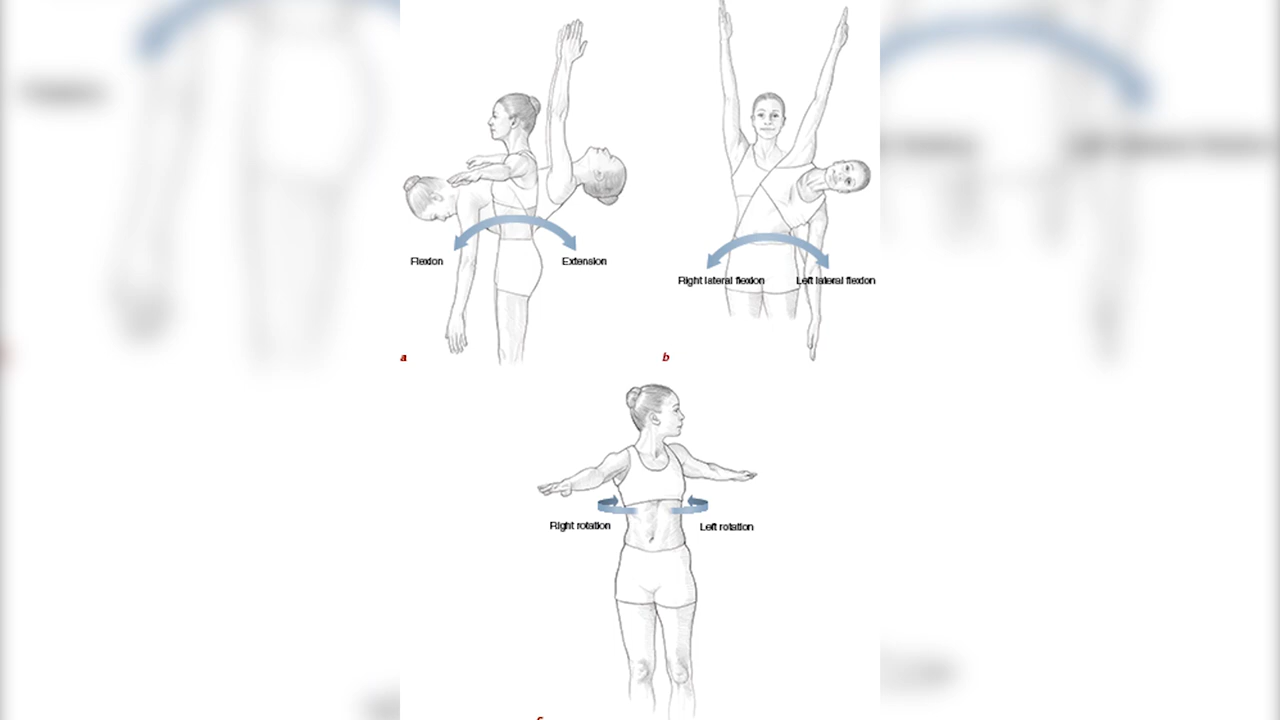 Flexion
Extension
a
Right lateral flexion
Left lateral flexion
b
Right rotation
Left rotation